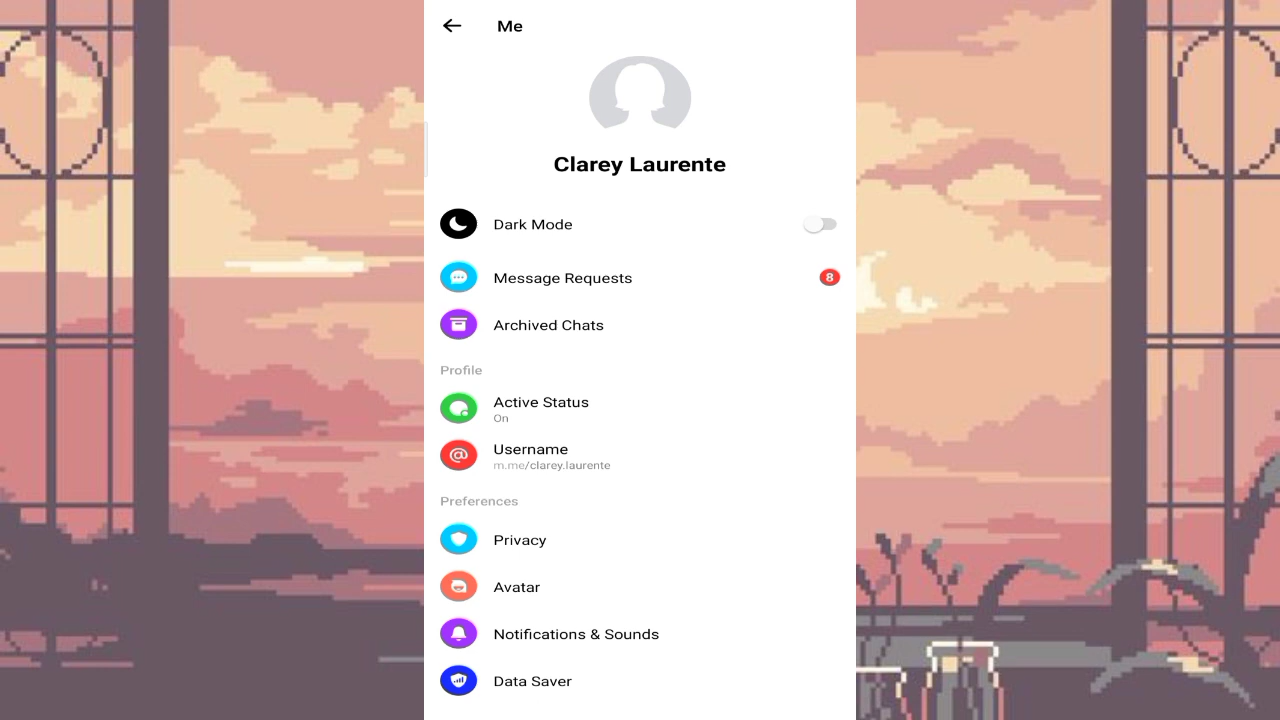 Me
Clarey Laurente
Dark Mode
Message Requests 8
Archived Chats
Profile
Active Status
On
Username
m.me/clarey.laurente
Preferences
Privacy
Avatar
Notifications & Sounds
Data Saver